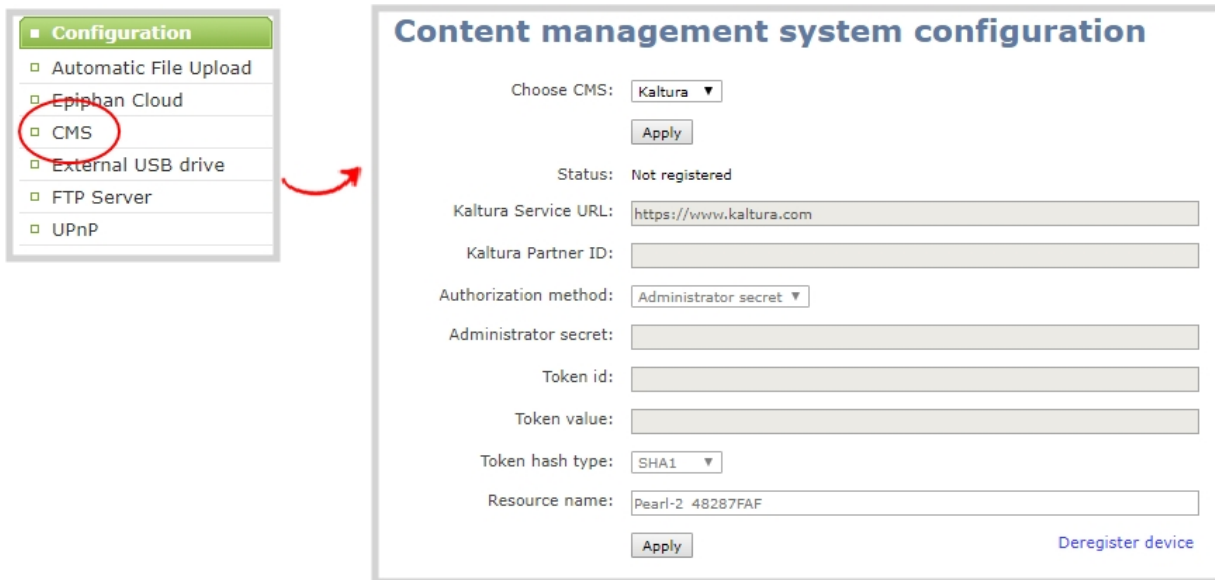 Configuration
Automatic File Upload
Epiphan Cloud
CMS
External USB drive
FTP Server
UPnP
Content management system configuration
Choose CMS: Kaltura
Apply
Status: Not registered
Kaltura Service URL: https://www.kaltura.com
Kaltura Partner ID:
Authorization method: Administrator secret
Administrator secret:
Token id:
Token value:
Token hash type: SHA1
Resource name: Pearl-2 48287FAF
Apply Deregister device